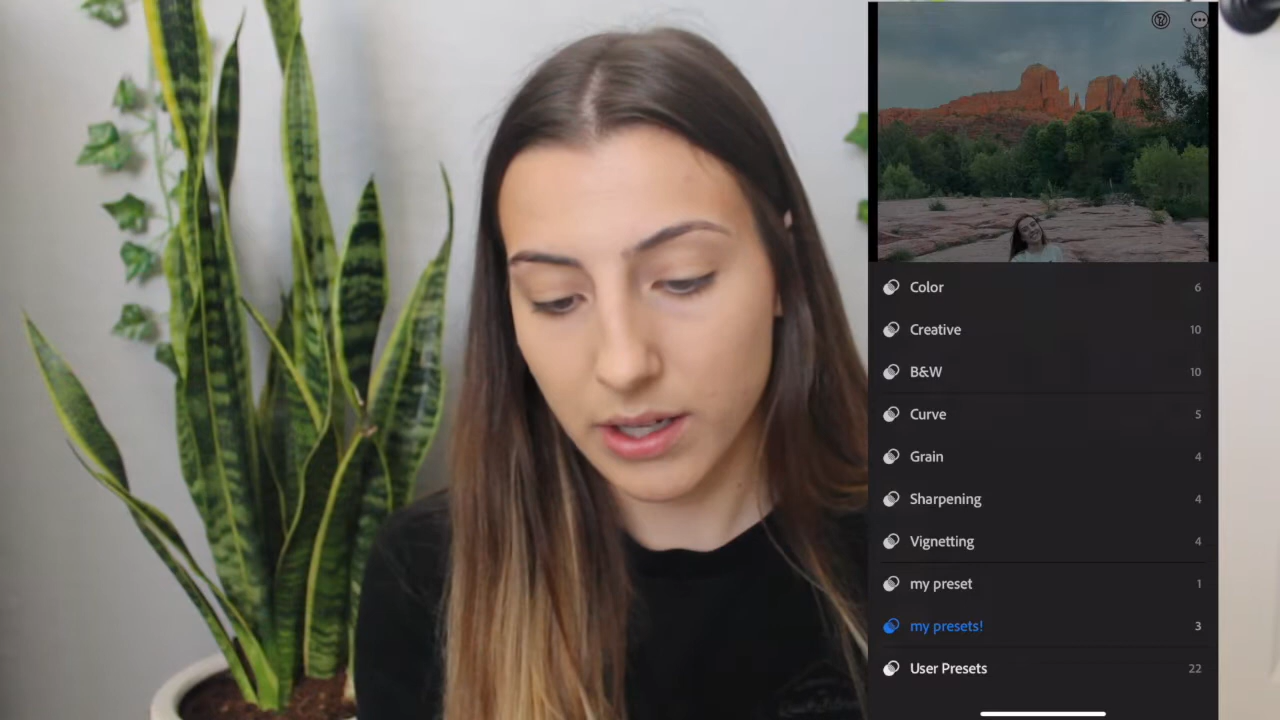 Color 6
Creative 10
B&W 10
Curve 5
Grain 4
Sharpening 4
Vignetting 4
my preset 1
my presets! 3
User Presets 22